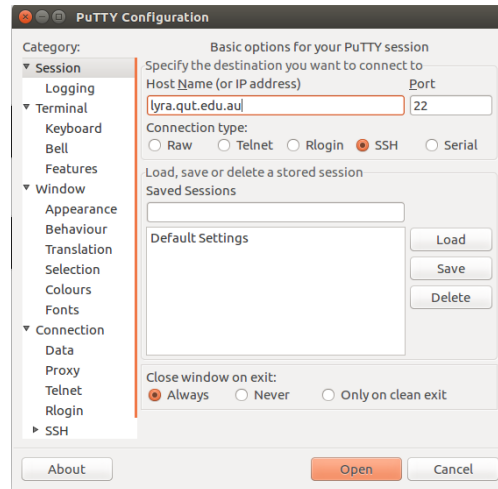 PuTTY Configuration
Category:
Session
Logging
Terminal
Keyboard
Bell
Features
Window
Appearance
Behaviour
Translation
Selection
Colours
Fonts
Connection
Data
Proxy
Telnet
Rlogin
SSH
Basic options for your PuTTY session
Specify the destination you want to connect to
Host Name (or IP address) Port
lyra.qut.edu.au 22
Connection type:
Raw Telnet Rlogin SSH Serial
Load, save or delete a stored session
Saved Sessions
Default Settings
Load
Save
Delete
Close window on exit:
Always Never Only on clean exit
About Open Cancel